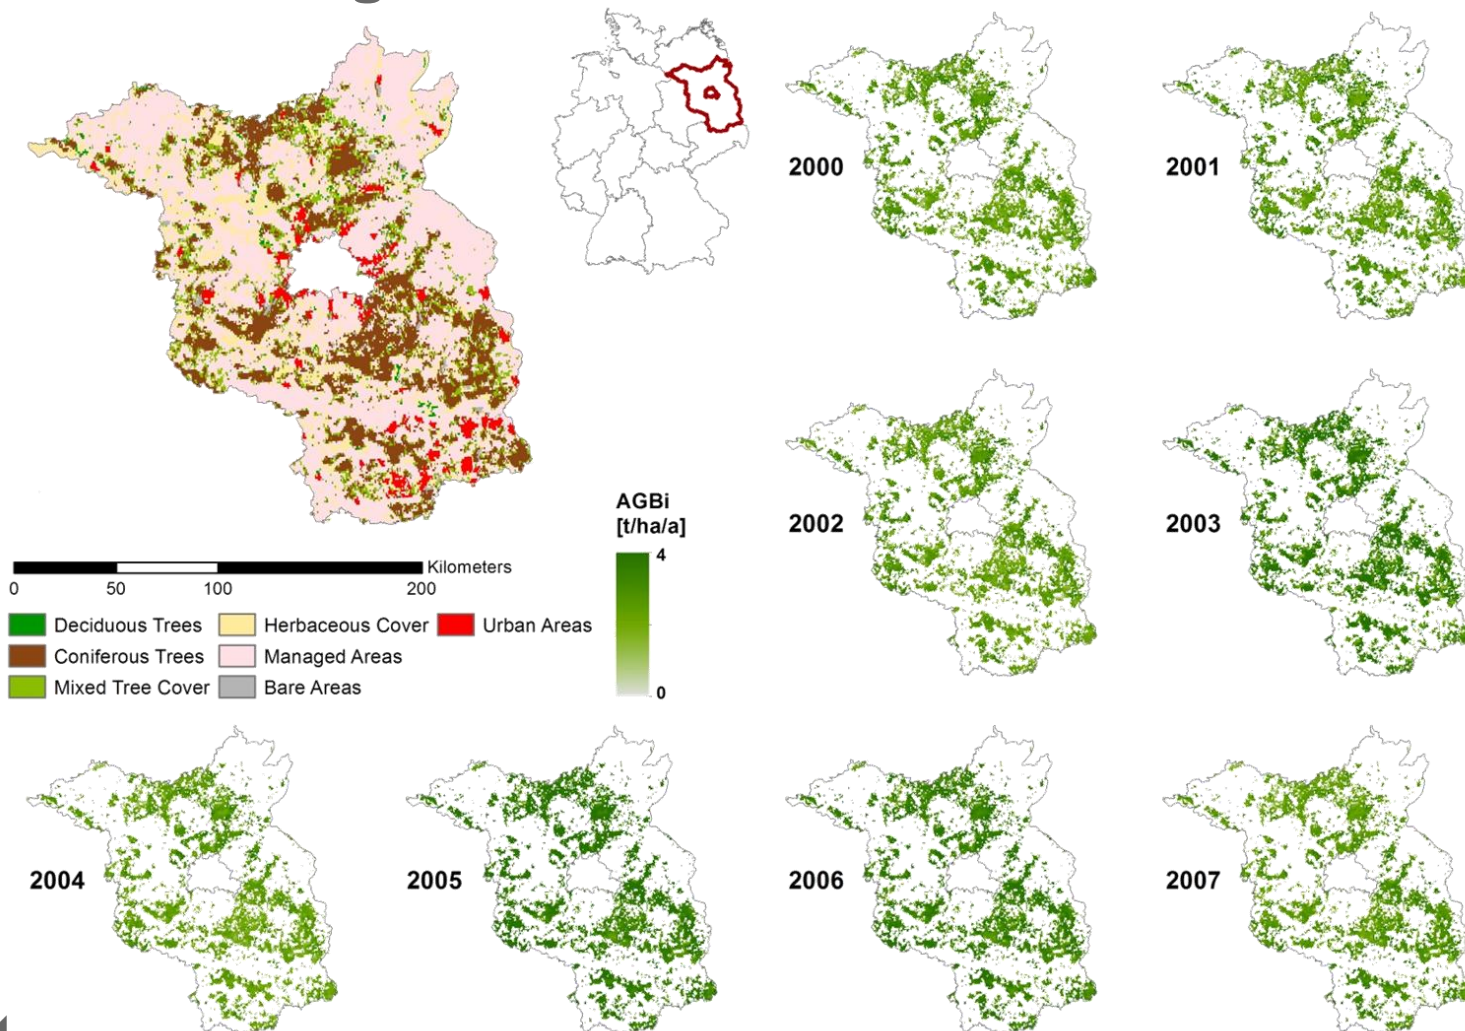 2000
2001
AGBi
[t/ha/a]
4
0
2002
2003
Kilometers
0 50 100 200
Deciduous Trees Herbaceous Cover Urban Areas
Coniferous Trees Managed Areas
Mixed Tree Cover Bare Areas
2004
2005
2006
2007